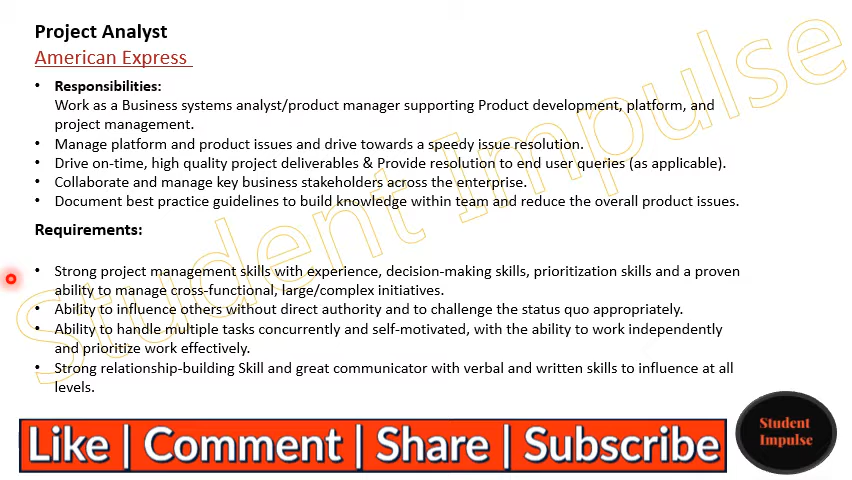 Project Analyst
American Express
• Responsibilities:
Work as a Business systems analyst/product manager supporting Product development, platform, and
project management.
• Manage platform and product issues and drive towards a speedy issue resolution.
• Drive on-time, high quality project deliverables & Provide resolution to end user queries (as applicable).
• Collaborate and manage key business stakeholders across the enterprise.
• Document best practice guidelines to build knowledge within team and reduce the overall product issues.
Requirements:
• Strong project management skills with experience, decision-making skills, prioritization skills and a proven
ability to manage cross-functional, large/complex initiatives.
• Ability to influence others without direct authority and to challenge the status quo appropriately.
• Ability to handle multiple tasks concurrently and self-motivated, with the ability to work independently
and prioritize work effectively.
• Strong relationship-building Skill and great communicator with verbal and written skills to influence at all
levels.
Student Impulse
Like | Comment | Share | Subscribe
Student
Impulse